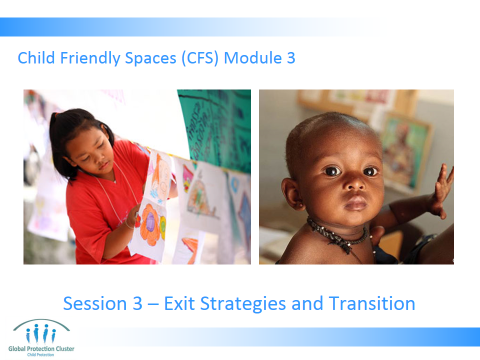 Child Friendly Spaces (CFS) Module 3
Session 3 – Exit Strategies and Transition
Global Protection Cluster
Child Protection